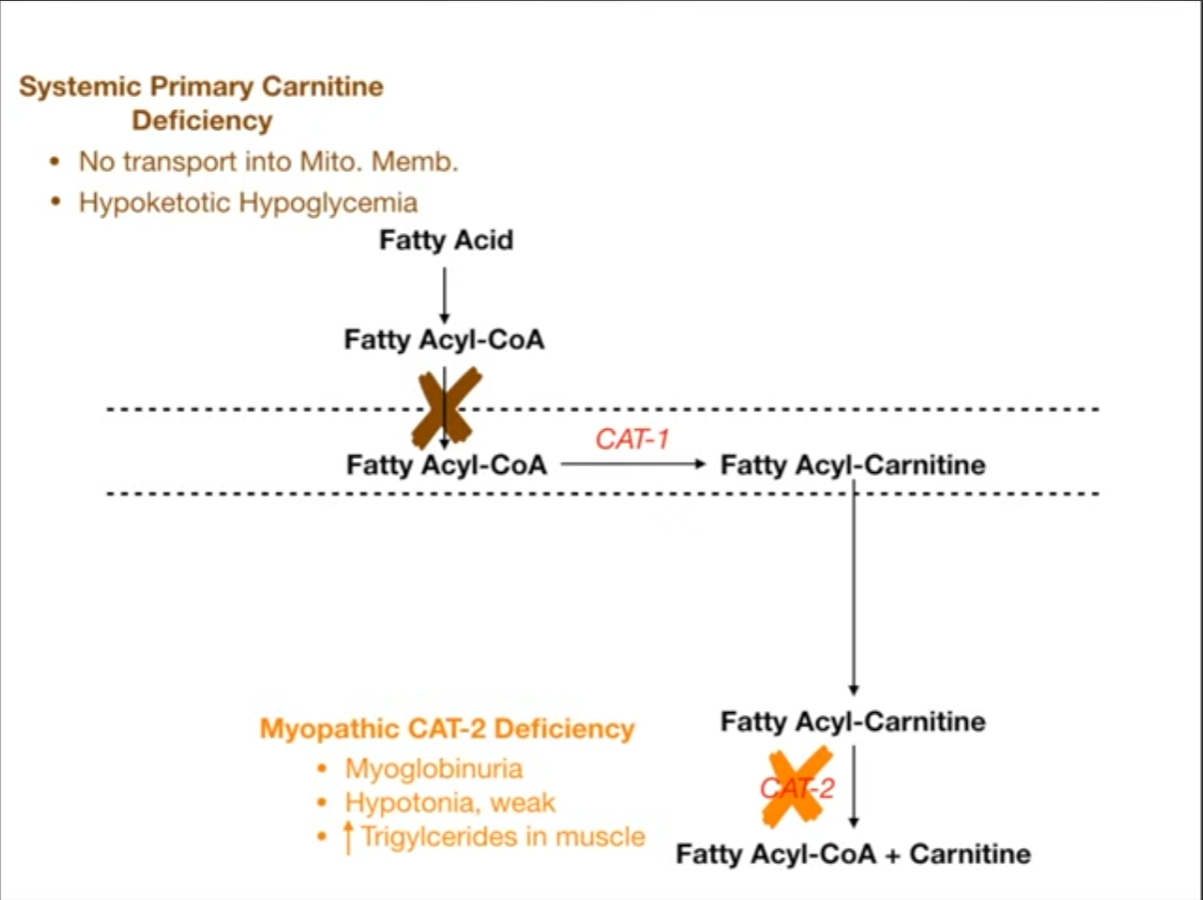 Systemic Primary Carnitine
Deficiency
• No transport into Mito. Memb.
• Hypoketotic Hypoglycemia
Fatty Acid
Fatty Acyl-CoA
CAT-1
Fatty Acyl-CoA
Fatty Acyl-Carnitine
Myopathic CAT-2 Deficiency
• Myoglobinuria
• Hypotonia, weak
• ↑ Trigylcerides in muscle
Fatty Acyl-Carnitine
CAT-2
Fatty Acyl-CoA + Carnitine